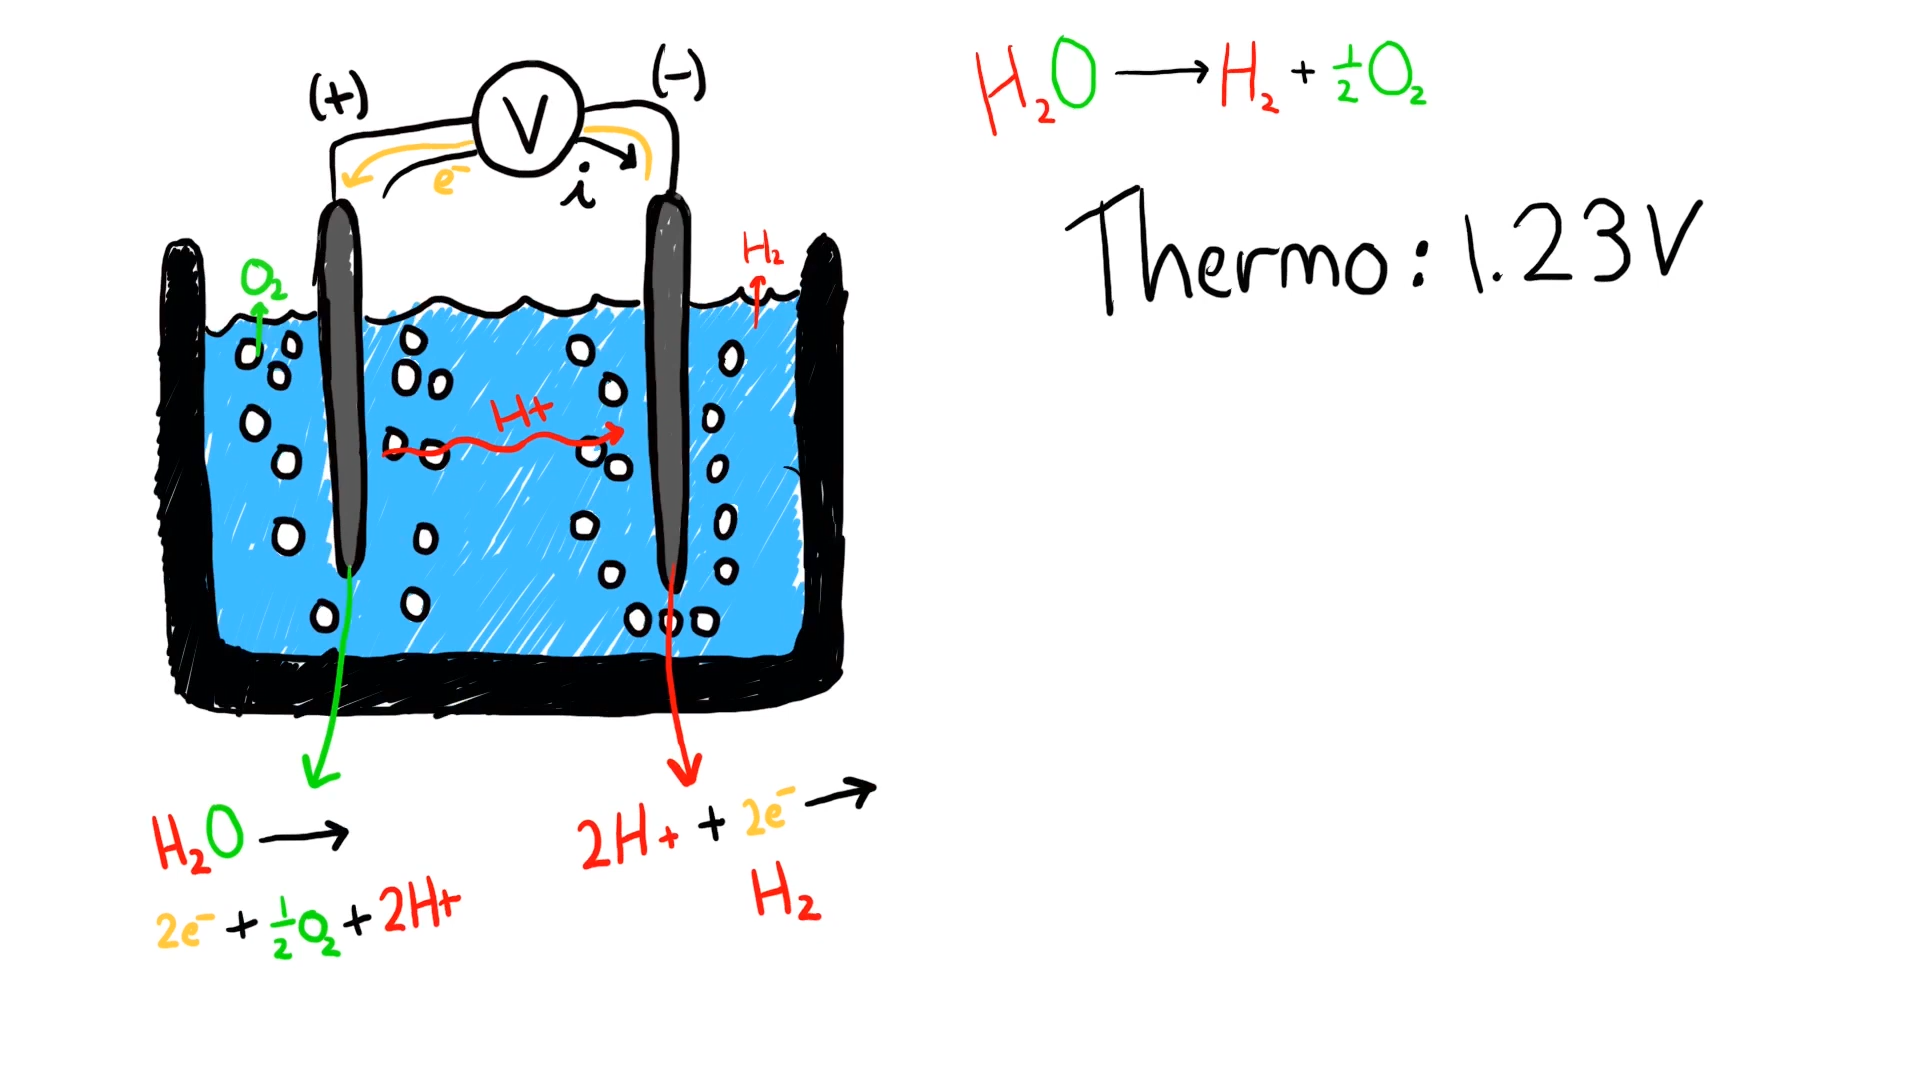 (+)
V
(-)
e⁻
i
H₂O → H₂ + ½O₂
Thermo: 1.23V
O₂
H₂
H+
H₂O →
2e⁻ + ½O₂ + 2H+
2H+ + 2e⁻ →
H₂